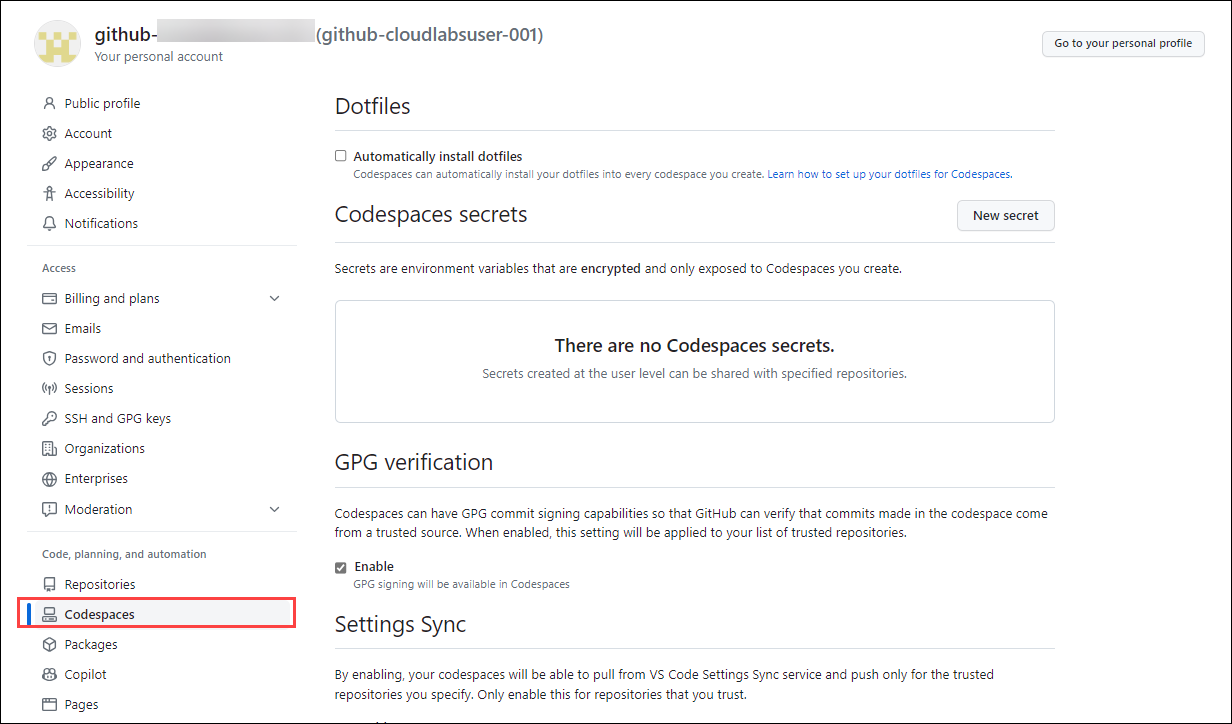 github- (github-cloudlabsuser-001)
Your personal account
Go to your personal profile
Public profile
Account
Appearance
Accessibility
Notifications
Access
Billing and plans
Emails
Password and authentication
Sessions
SSH and GPG keys
Organizations
Enterprises
Moderation
Code, planning, and automation
Repositories
Codespaces
Packages
Copilot
Pages
Dotfiles
Automatically install dotfiles
Codespaces can automatically install your dotfiles into every codespace you create. Learn how to set up your dotfiles for Codespaces.
Codespaces secrets
New secret
Secrets are environment variables that are encrypted and only exposed to Codespaces you create.
There are no Codespaces secrets.
Secrets created at the user level can be shared with specified repositories.
GPG verification
Codespaces can have GPG commit signing capabilities so that GitHub can verify that commits made in the codespace come
from a trusted source. When enabled, this setting will be applied to your list of trusted repositories.
Enable
GPG signing will be available in Codespaces
Settings Sync
By enabling, your codespaces will be able to pull from VS Code Settings Sync service and push only for the trusted
repositories you specify. Only enable this for repositories that you trust.